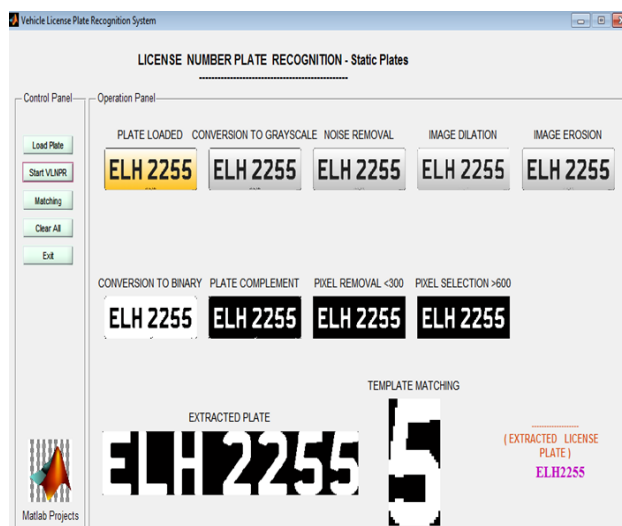 Vehicle License Plate Recognition System
LICENSE NUMBER PLATE RECOGNITION - Static Plates
Control Panel
Operation Panel
Load Plate
Start VLNPR
Matching
Clear All
Exit
PLATE LOADED
CONVERSION TO GRAYSCALE
NOISE REMOVAL
IMAGE DILATION
IMAGE EROSION
ELH 2255
ELH 2255
ELH 2255
ELH 2255
ELH 2255
CONVERSION TO BINARY
PLATE COMPLEMENT
PIXEL REMOVAL <300
PIXEL SELECTION >600
ELH 2255
ELH 2255
ELH 2255
ELH 2255
EXTRACTED PLATE
ELH 2255
TEMPLATE MATCHING
5
( EXTRACTED LICENSE
PLATE )
ELH2255
Matlab Projects